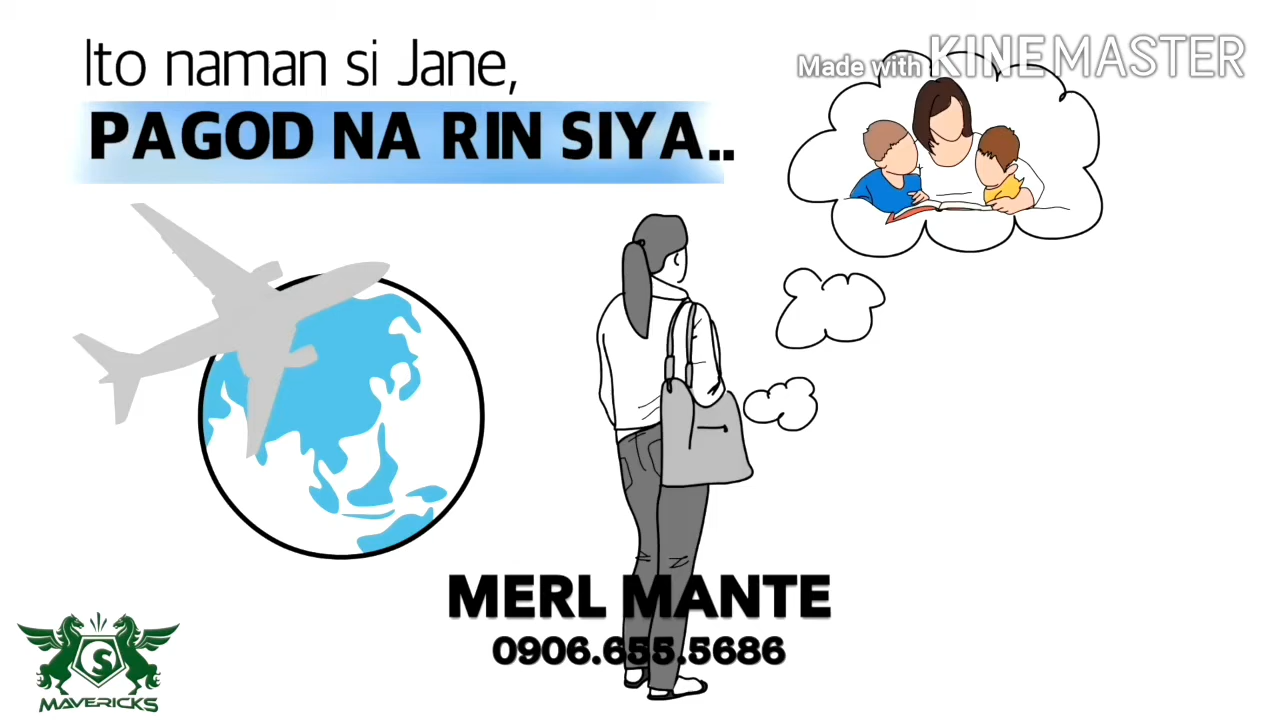 Ito naman si Jane,
PAGOD NA RIN SIYA..
Made with KINEMASTER
MERL MANTE
0906.655.5686
S
MAVERICKS